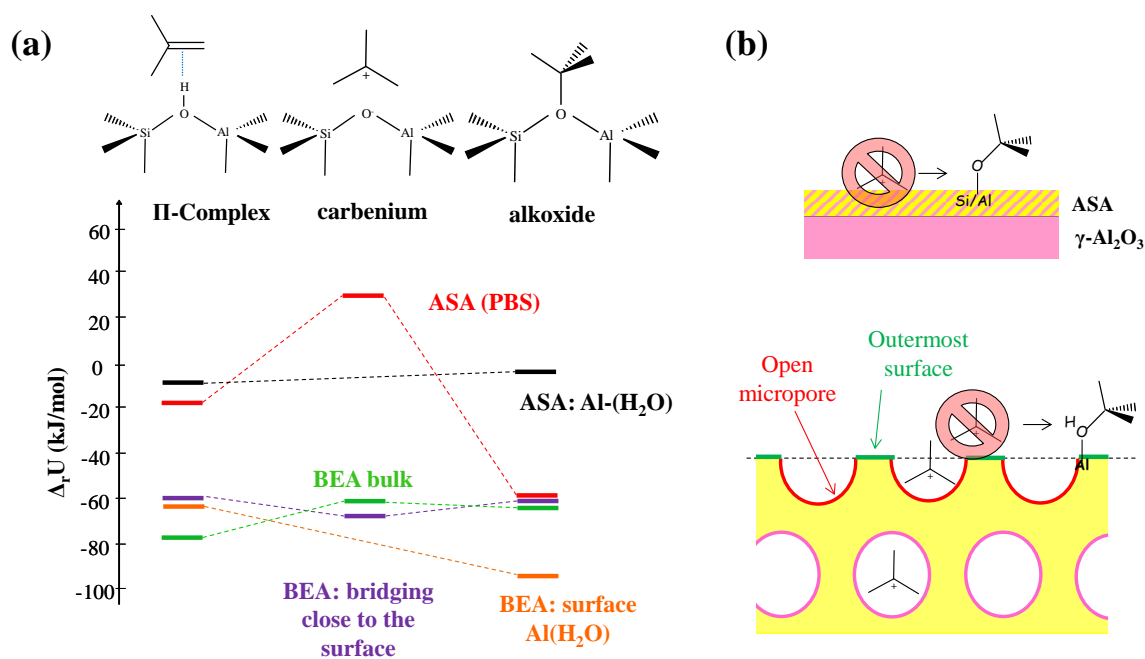 (a)
H
O
Si
Al
+
O-
Si
Al
O
Si
Al
Π-Complex
carbenium
alkoxide
ΔrU (kJ/mol)
60
40
20
0
-20
-40
-60
-80
-100
ASA (PBS)
ASA: Al-(H2O)
BEA bulk
BEA: bridging
close to the
surface
BEA: surface
Al(H2O)
(b)
+
O
Si/Al
ASA
γ-Al2O3
Outermost
surface
Open
micropore
+
+
H
O
Al
+